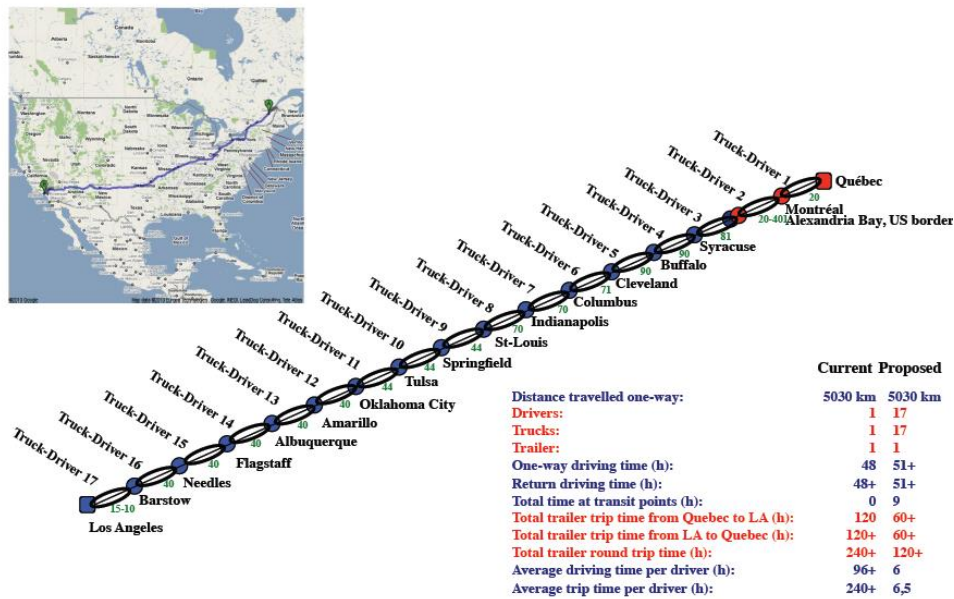 Truck-Driver 1
Truck-Driver 2
Truck-Driver 3
Truck-Driver 4
Truck-Driver 5
Truck-Driver 6
Truck-Driver 7
Truck-Driver 8
Truck-Driver 9
Truck-Driver 10
Truck-Driver 11
Truck-Driver 12
Truck-Driver 13
Truck-Driver 14
Truck-Driver 15
Truck-Driver 16
Truck-Driver 17
Québec
20
Montréal
20-401
Alexandria Bay, US border
81
Syracuse
90
Buffalo
90
Cleveland
71
Columbus
70
Indianapolis
70
St-Louis
44
Springfield
44
Tulsa
44
Oklahoma City
40
Amarillo
40
Albuquerque
40
Flagstaff
40
Needles
40
Barstow
15-10
Los Angeles
Current Proposed
Distance travelled one-way: 5030 km 5030 km
Drivers: 1 17
Trucks: 1 17
Trailer: 1 1
One-way driving time (h): 48 51+
Return driving time (h): 48+ 51+
Total time at transit points (h): 0 9
Total trailer trip time from Quebec to LA (h): 120 60+
Total trailer trip time from LA to Quebec (h): 120+ 60+
Total trailer round trip time (h): 240+ 120+
Average driving time per driver (h): 96+ 6
Average trip time per driver (h): 240+ 6,5
Canada
United States
México